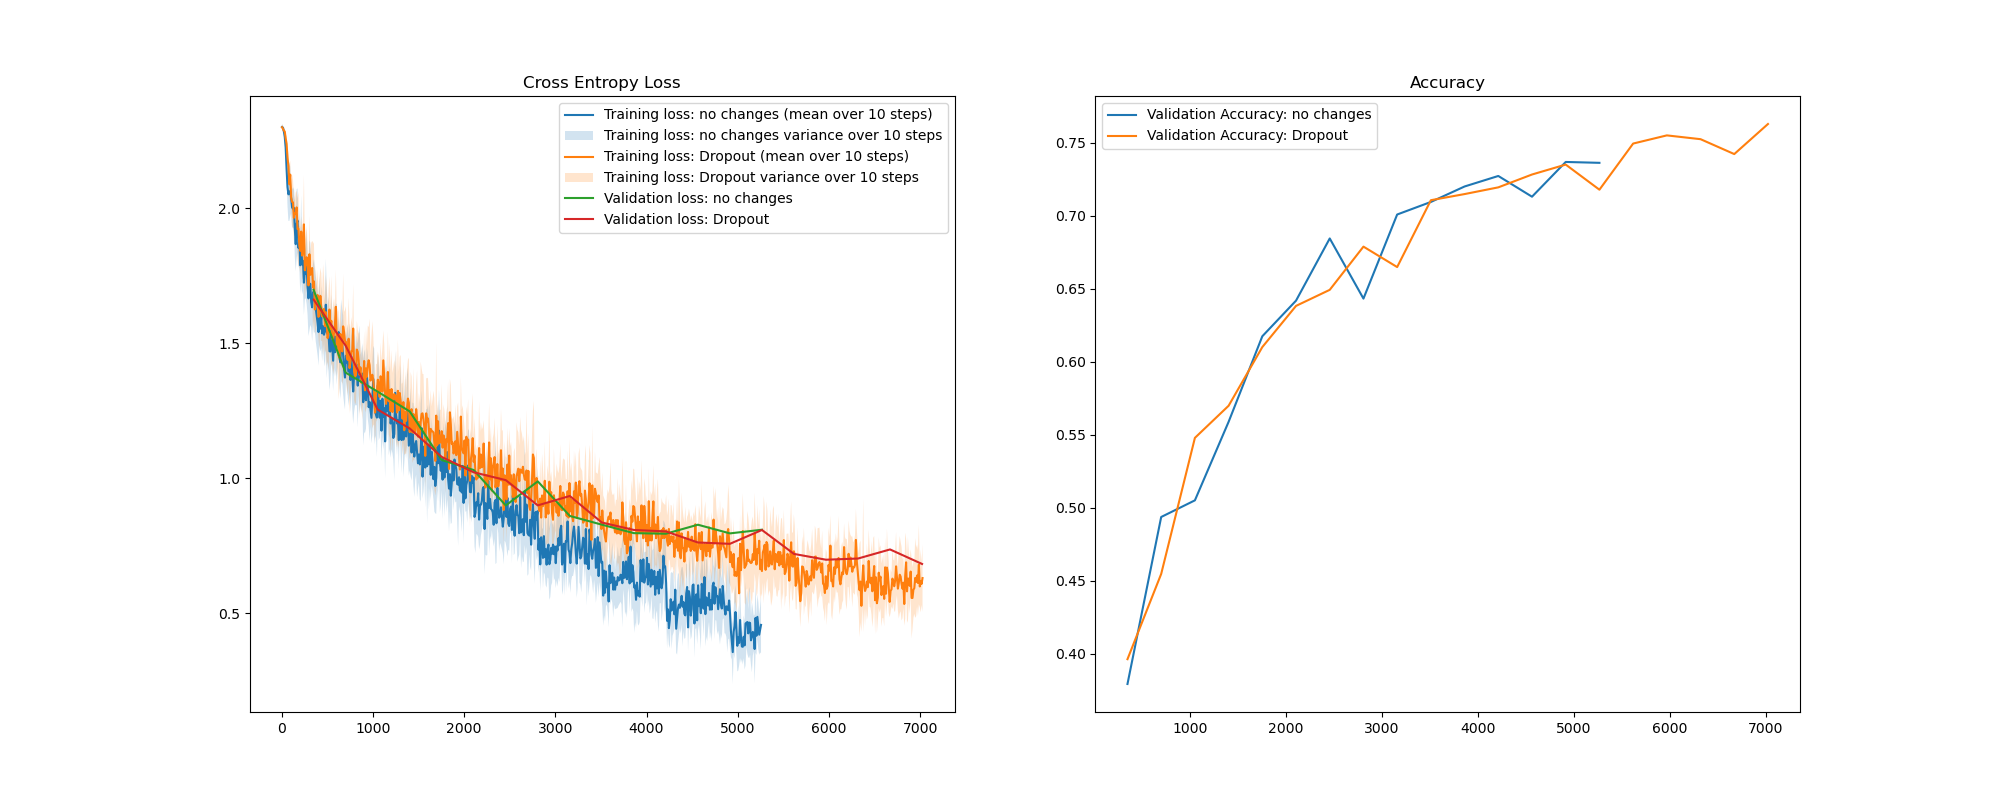 Cross Entropy Loss
Training loss: no changes (mean over 10 steps)
Training loss: no changes variance over 10 steps
Training loss: Dropout (mean over 10 steps)
Training loss: Dropout variance over 10 steps
Validation loss: no changes
Validation loss: Dropout
2.0
1.5
1.0
0.5
0 1000 2000 3000 4000 5000 6000 7000
Accuracy
Validation Accuracy: no changes
Validation Accuracy: Dropout
0.75
0.70
0.65
0.60
0.55
0.50
0.45
0.40
1000 2000 3000 4000 5000 6000 7000